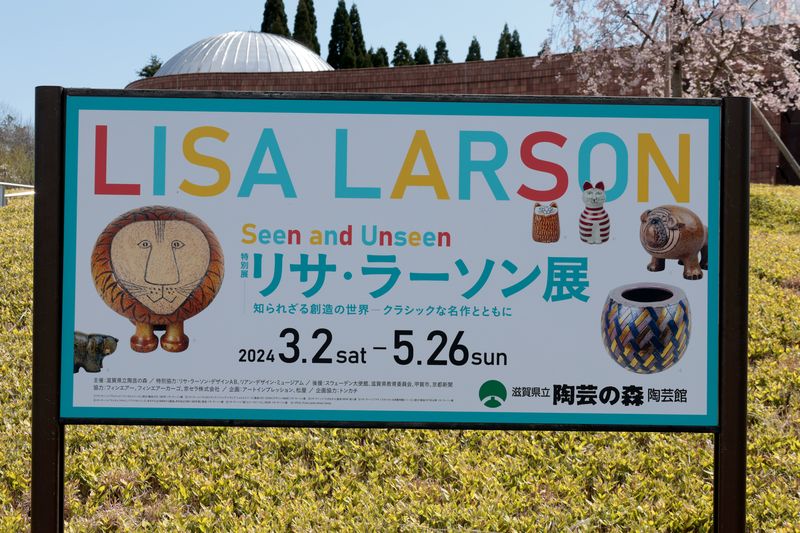 LISA LARSON
Seen and Unseen
特別展
リサ・ラーソン展
知られざる創造の世界ークラシックな名作とともに
2024 3.2 sat – 5.26 sun
主催:滋賀県立陶芸の森 / 特別協力:リサ・ラーソン・デザインAB、リアン・デザイン・ミュージアム / 後援:スウェーデン大使館、滋賀県教育委員会、甲賀市、京都新聞
協力:フィンエアー、フィンエアーカーゴ、京セラ株式会社 / 企画:アートインプレッション、松屋 / 企画協力:トンカチ
滋賀県立 陶芸の森 陶芸館